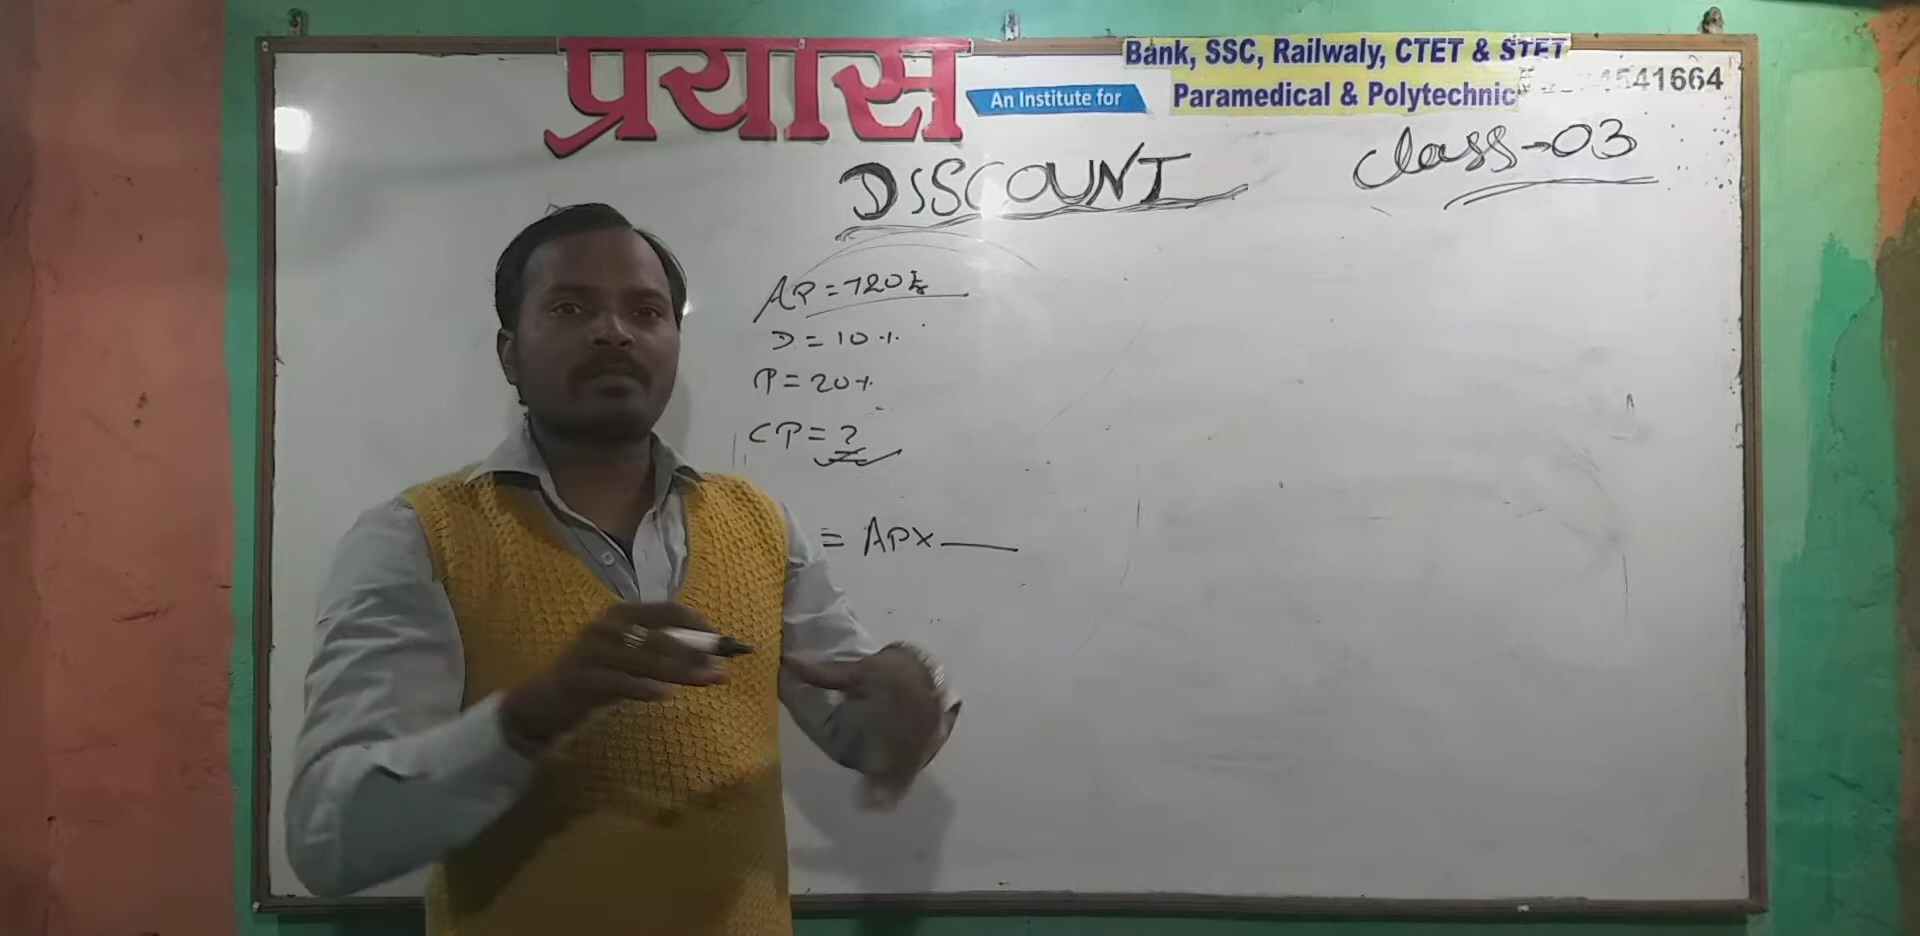 प्रयास
An Institute for
Bank, SSC, Railwaly, CTET & STET
Paramedical & Polytechnic
541664
DISCOUNT
Class-03
AP=720₹
D=10%
P=20%
CP=?
= AP×